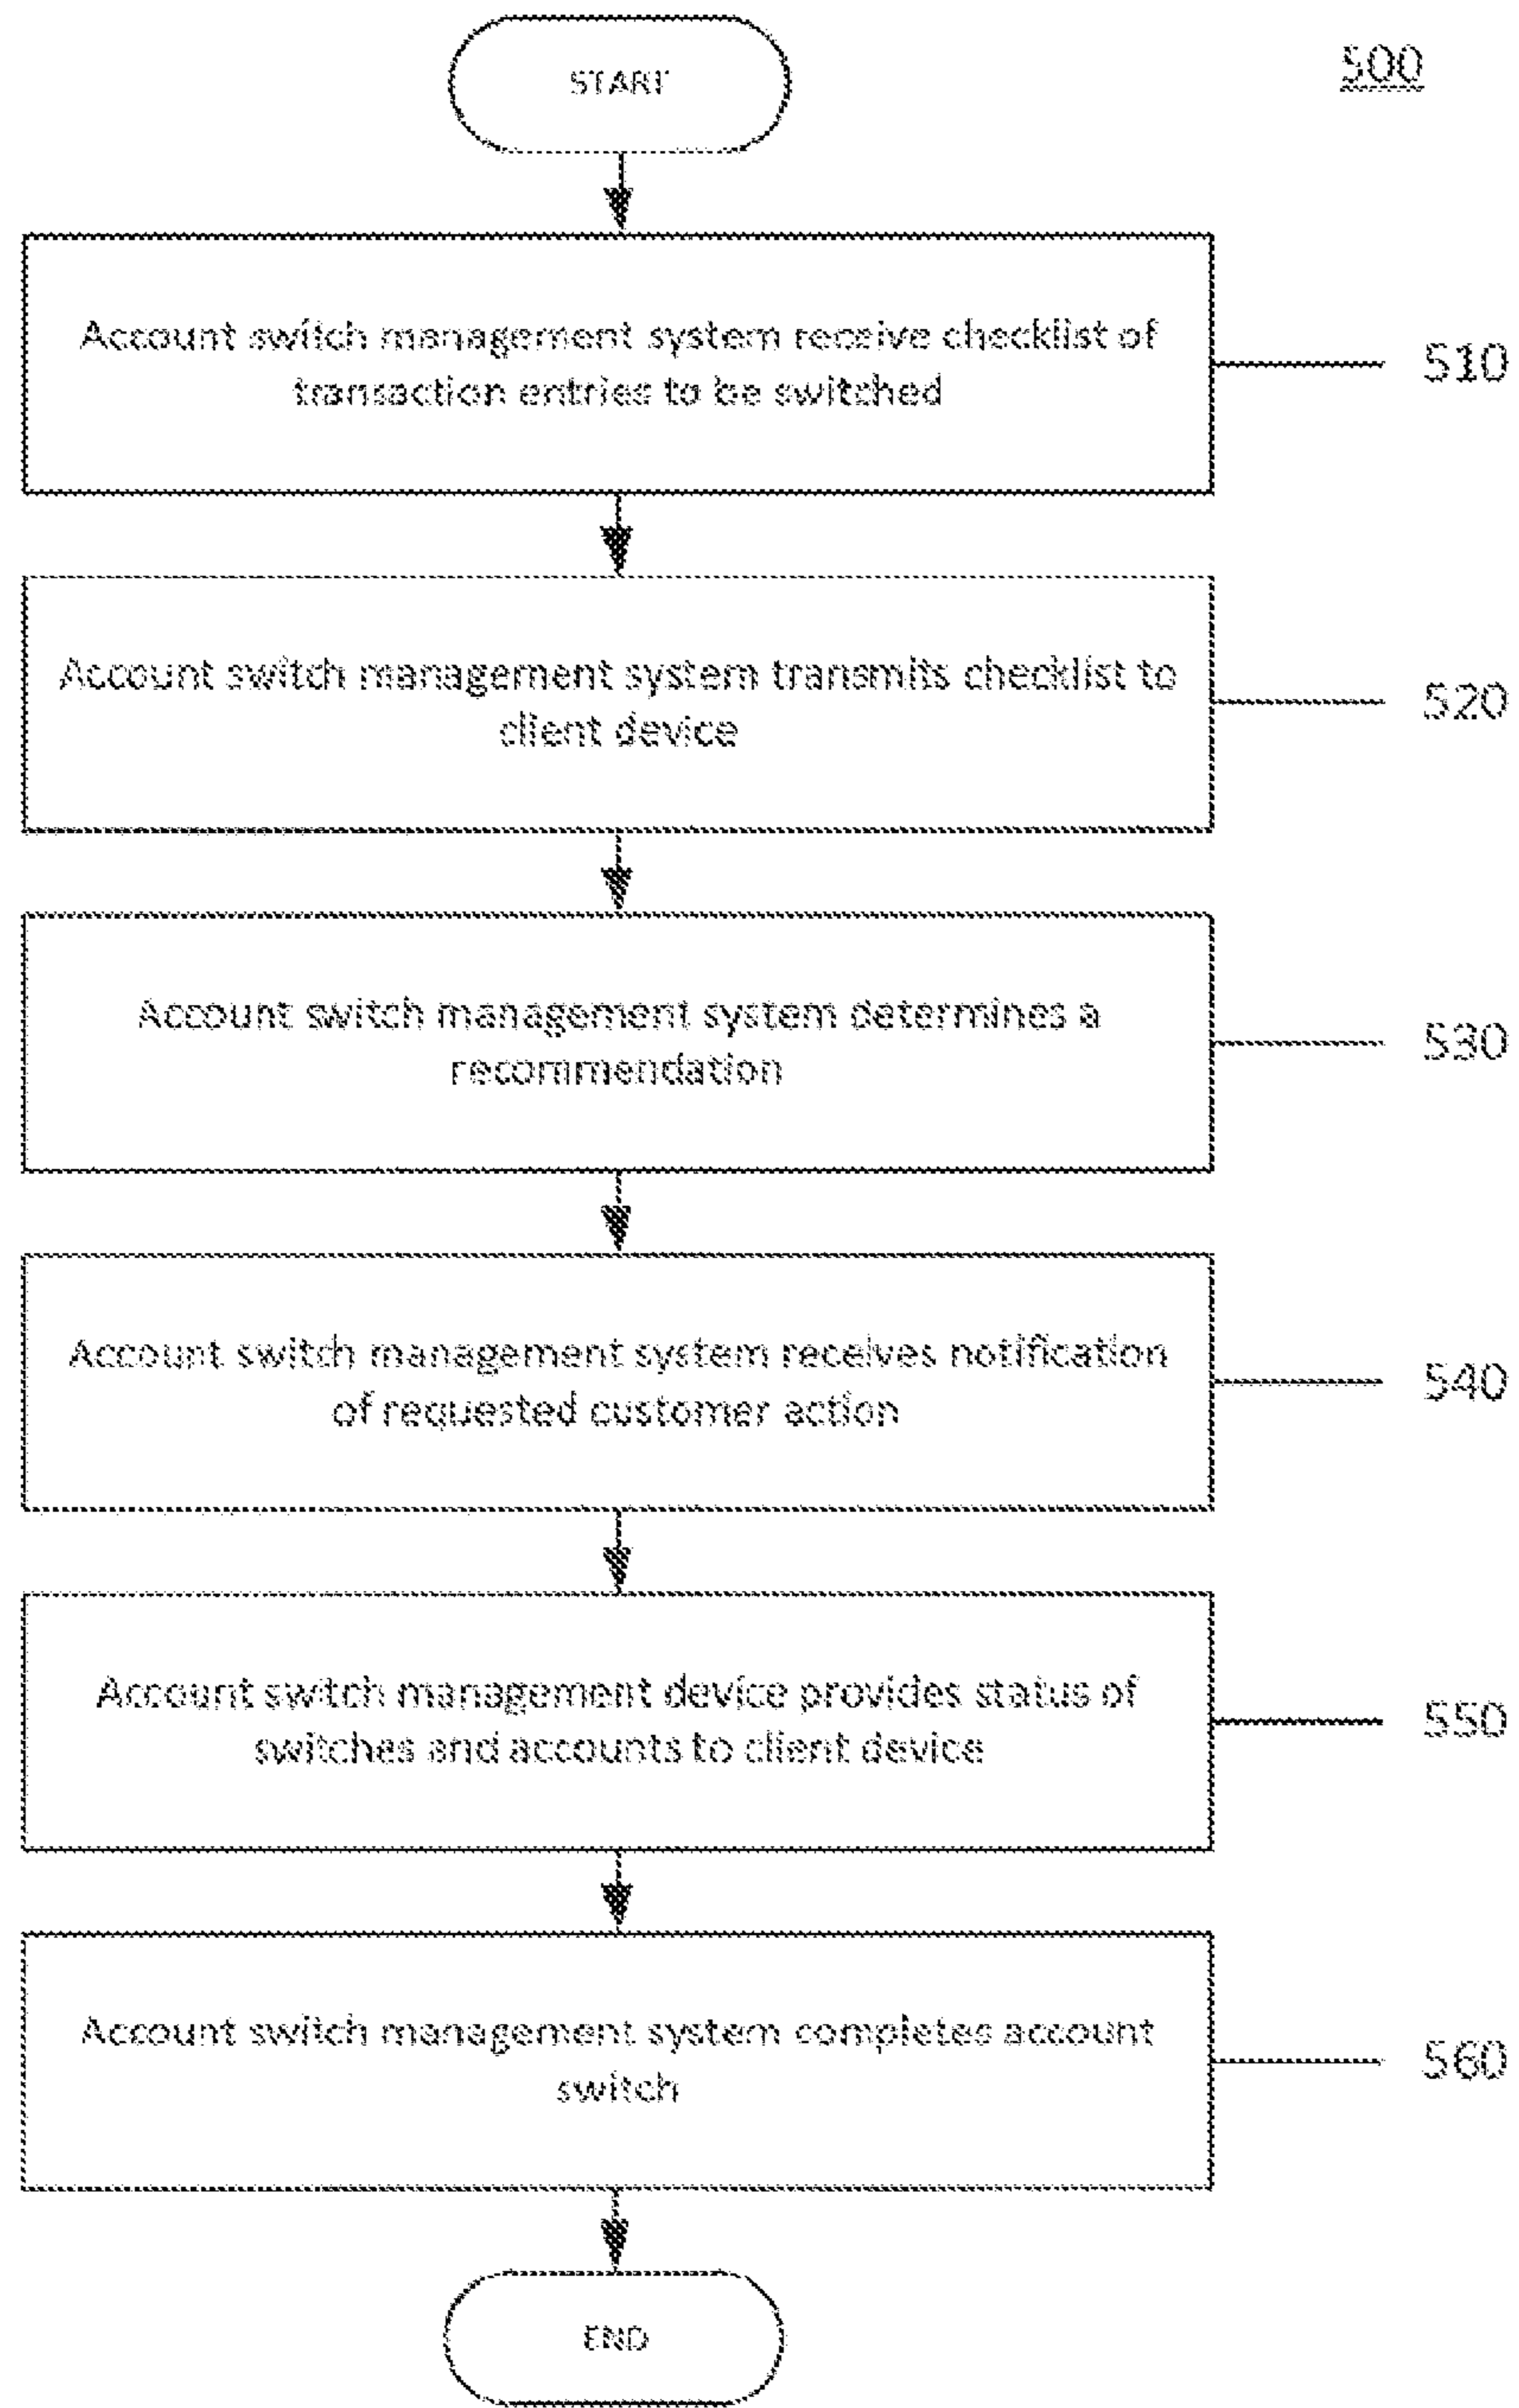 START
500
Account switch management system receive checklist of
transaction entries to be switched
510
Account switch management system transmits checklist to
client device
520
Account switch management system determines a
recommendation
530
Account switch management system receives notification
of requested customer action
540
Account switch management device provides status of
switches and accounts to client device
550
Account switch management system completes account
switch
560
END